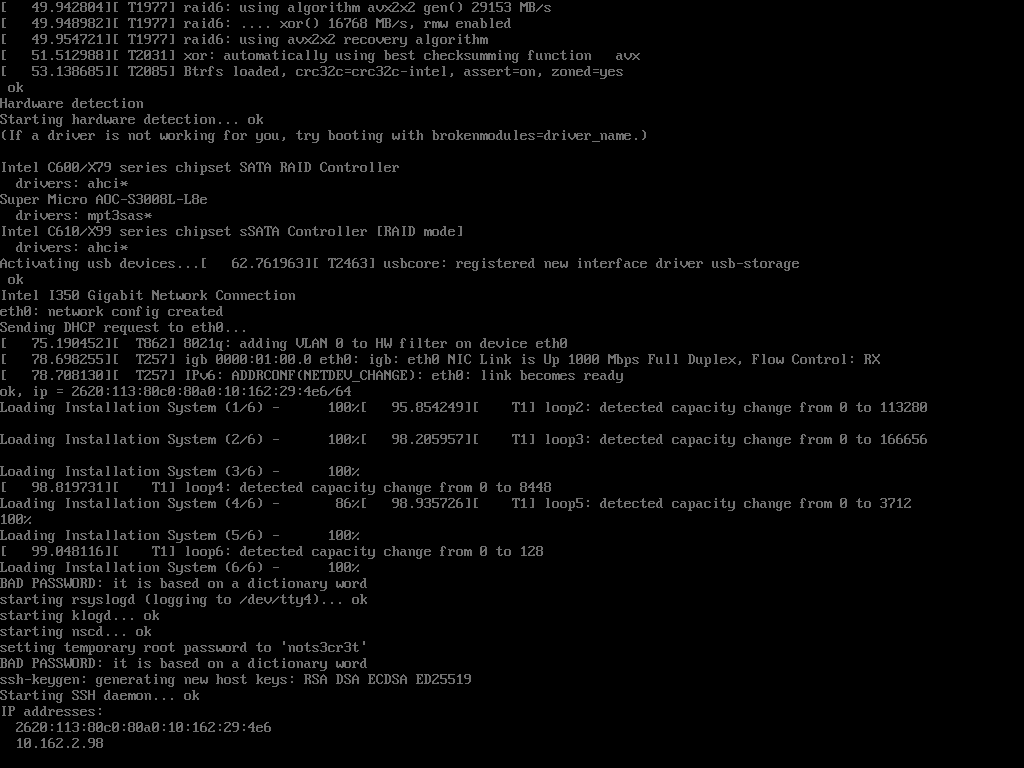 [   49.942804][ T1977] raid6: using algorithm avx2x2 gen() 29153 MB/s
[   49.948982][ T1977] raid6: .... xor() 16768 MB/s, rmw enabled
[   49.954721][ T1977] raid6: using avx2x2 recovery algorithm
[   51.512988][ T2031] xor: automatically using best checksumming function   avx
[   53.138685][ T2085] Btrfs loaded, crc32c=crc32c-intel, assert=on, zoned=yes
 ok
Hardware detection
Starting hardware detection... ok
(If a driver is not working for you, try booting with brokenmodules=driver_name.)

Intel C600/X79 series chipset SATA RAID Controller
  drivers: ahci*
Super Micro AOC-S3008L-L8e
  drivers: mpt3sas*
Intel C610/X99 series chipset sSATA Controller [RAID mode]
  drivers: ahci*
Activating usb devices...[   62.761963][ T2463] usbcore: registered new interface driver usb-storage
 ok
Intel I350 Gigabit Network Connection
eth0: network config created
Sending DHCP request to eth0...
[   75.190452][  T862] 8021q: adding VLAN 0 to HW filter on device eth0
[   78.698255][  T257] igb 0000:01:00.0 eth0: igb: eth0 NIC Link is Up 1000 Mbps Full Duplex, Flow Control: RX
[   78.708130][  T257] IPv6: ADDRCONF(NETDEV_CHANGE): eth0: link becomes ready
ok, ip = 2620:113:80c0:80a0:10:162:29:4e6/64
Loading Installation System (1/6) -      100%[   95.854249][    T1] loop2: detected capacity change from 0 to 113280

Loading Installation System (2/6) -      100%[   98.205957][    T1] loop3: detected capacity change from 0 to 166656

Loading Installation System (3/6) -      100%
[   98.819731][    T1] loop4: detected capacity change from 0 to 8448
Loading Installation System (4/6) -       86%[   98.935726][    T1] loop5: detected capacity change from 0 to 3712
100%
Loading Installation System (5/6) -      100%
[   99.048116][    T1] loop6: detected capacity change from 0 to 128
Loading Installation System (6/6) -      100%
BAD PASSWORD: it is based on a dictionary word
starting rsyslogd (logging to /dev/tty4)... ok
starting klogd... ok
starting nscd... ok
setting temporary root password to 'nots3cr3t'
BAD PASSWORD: it is based on a dictionary word
ssh-keygen: generating new host keys: RSA DSA ECDSA ED25519
Starting SSH daemon... ok
IP addresses:
  2620:113:80c0:80a0:10:162:29:4e6
  10.162.2.98